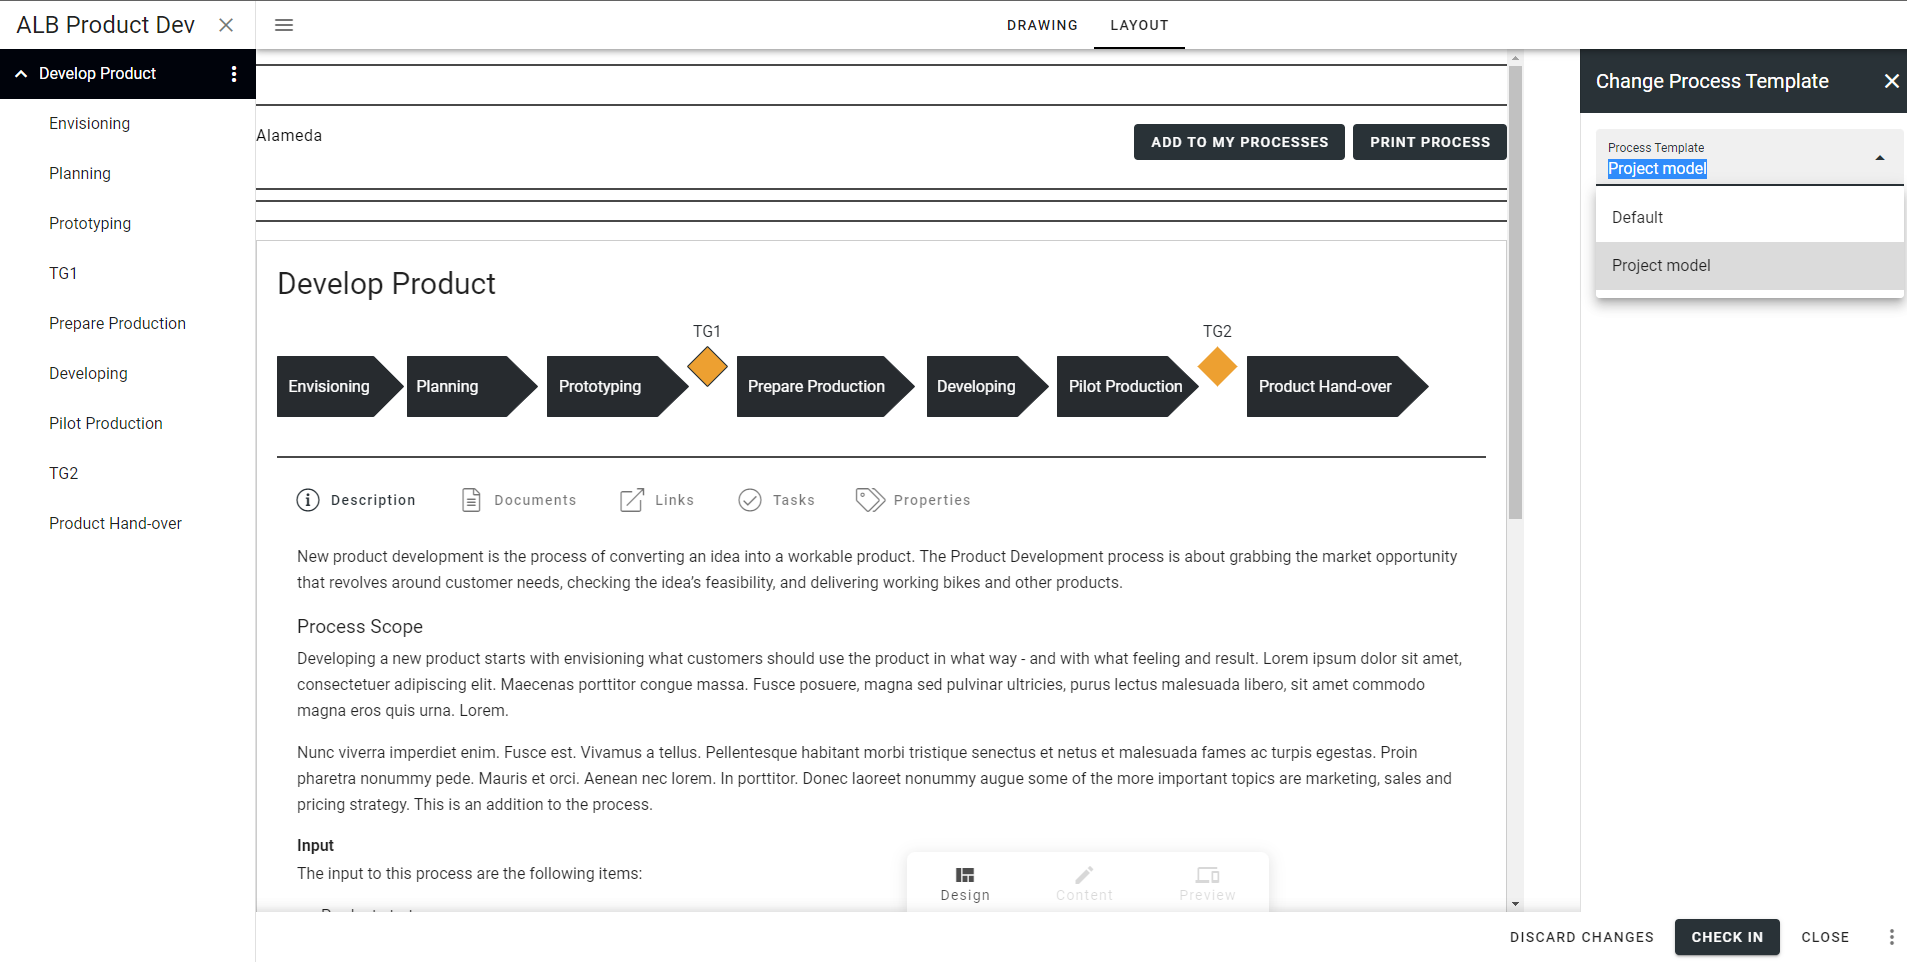 ALB Product Dev
DRAWING
LAYOUT
Develop Product
Envisioning
Planning
Prototyping
TG1
Prepare Production
Developing
Pilot Production
TG2
Product Hand-over
Alameda
ADD TO MY PROCESSES
PRINT PROCESS
Develop Product
TG1
TG2
Envisioning
Planning
Prototyping
Prepare Production
Developing
Pilot Production
Product Hand-over
Description
Documents
Links
Tasks
Properties
New product development is the process of converting an idea into a workable product. The Product Development process is about grabbing the market opportunity
that revolves around customer needs, checking the idea’s feasibility, and delivering working bikes and other products.
Process Scope
Developing a new product starts with envisioning what customers should use the product in what way - and with what feeling and result. Lorem ipsum dolor sit amet,
consectetuer adipiscing elit. Maecenas porttitor congue massa. Fusce posuere, magna sed pulvinar ultricies, purus lectus malesuada libero, sit amet commodo
magna eros quis urna. Lorem.
Nunc viverra imperdiet enim. Fusce est. Vivamus a tellus. Pellentesque habitant morbi tristique senectus et netus et malesuada fames ac turpis egestas. Proin
pharetra nonummy pede. Mauris et orci. Aenean nec lorem. In porttitor. Donec laoreet nonummy augue some of the more important topics are marketing, sales and
pricing strategy. This is an addition to the process.
Input
The input to this process are the following items:
Design
Content
Preview
Change Process Template
Process Template
Project model
Default
Project model
DISCARD CHANGES
CHECK IN
CLOSE